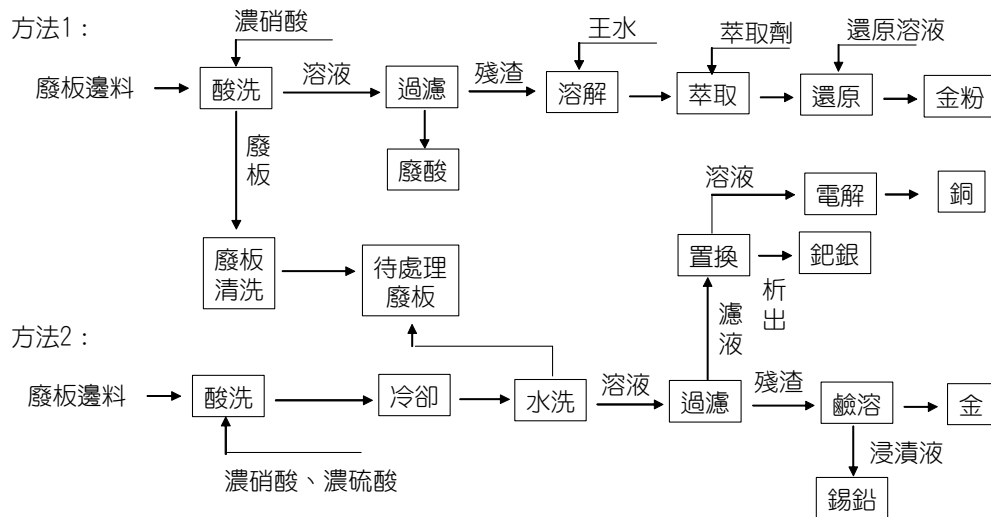 方法1：
濃硝酸
王水
萃取劑
還原溶液
廢板邊料
酸洗
溶液
過濾
殘渣
溶解
萃取
還原
金粉
廢板
廢酸
溶液
電解
銅
廢板
清洗
待處理
廢板
置換
鈀銀
析出
濾液
方法2：
廢板邊料
酸洗
冷卻
水洗
溶液
過濾
殘渣
鹼溶
金
濃硝酸、濃硫酸
浸漬液
錫鉛